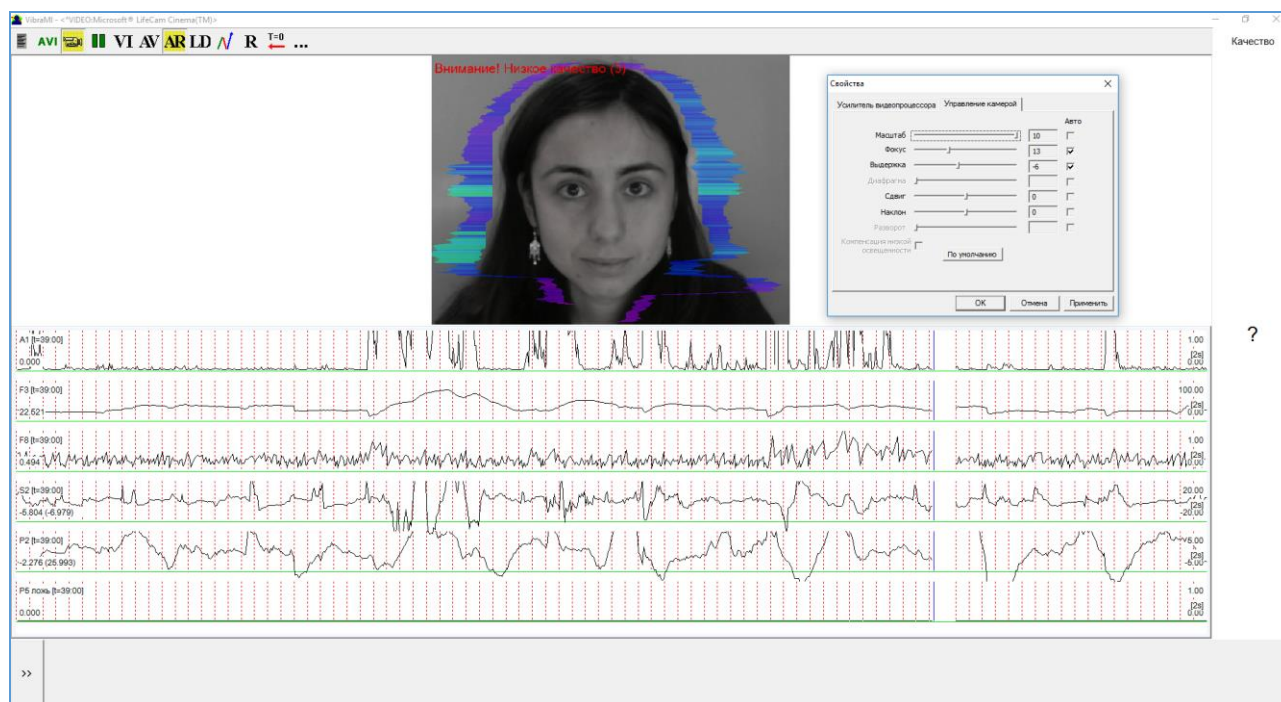 VibraMI - <*VIDEO:Microsoft® LifeCam Cinema(TM)>
AVI VI AV AR LD R T=0 ...
Качество
Внимание! Низкое качество (3)
Свойства
Усилитель видеопроцессора Управление камерой
Авто
Масштаб 10
Фокус 13
Выдержка -6
Диафрагма
Сдвиг 0
Наклон 0
Разворот
Компенсация низкой
освещенности
По умолчанию
OK Отмена Применить
?
A1 [t=39:00] 1.00
[2s]
0.000 0.00
F3 [t=39:00] 100.00
[2s]
22.621 0.00
F8 [t=39:00] 1.00
[2s]
0.494 0.00
S2 [t=39:00] 20.00
[2s]
-6.804 (-6.979) -20.00
P2 [t=39:00] 5.00
[2s]
-2.276 (25.993) -5.00
P5 ложь [t=39:00] 1.00
[2s]
0.000 0.00
>>